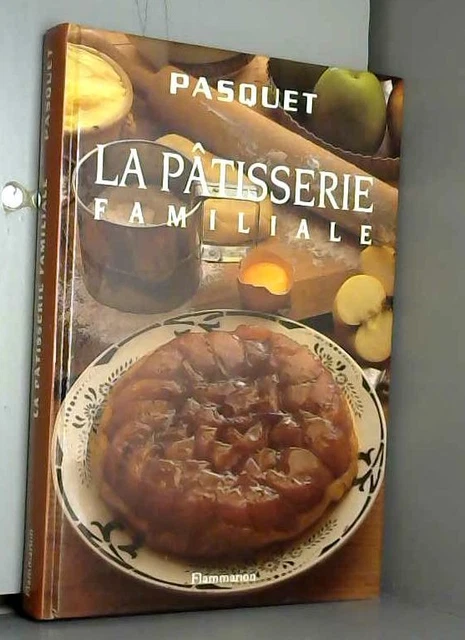 PASQUET
LA PÂTISSERIE
FAMILIALE
Flammarion
LA PÂTISSERIE FAMILIALE PASQUET
Flammarion